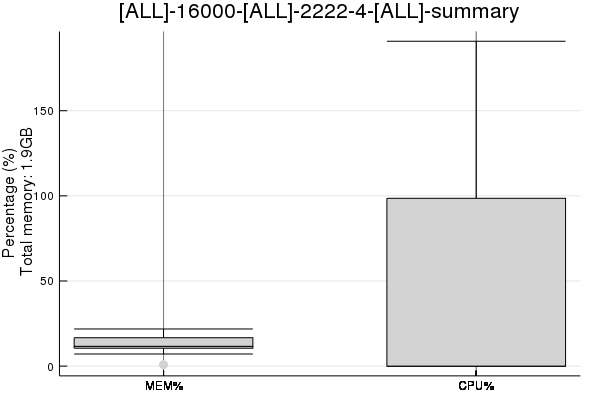 [ALL]-16000-[ALL]-2222-4-[ALL]-summary
Percentage (%)
Total memory: 1.9GB
150
100
50
0
MEM%
CPU%